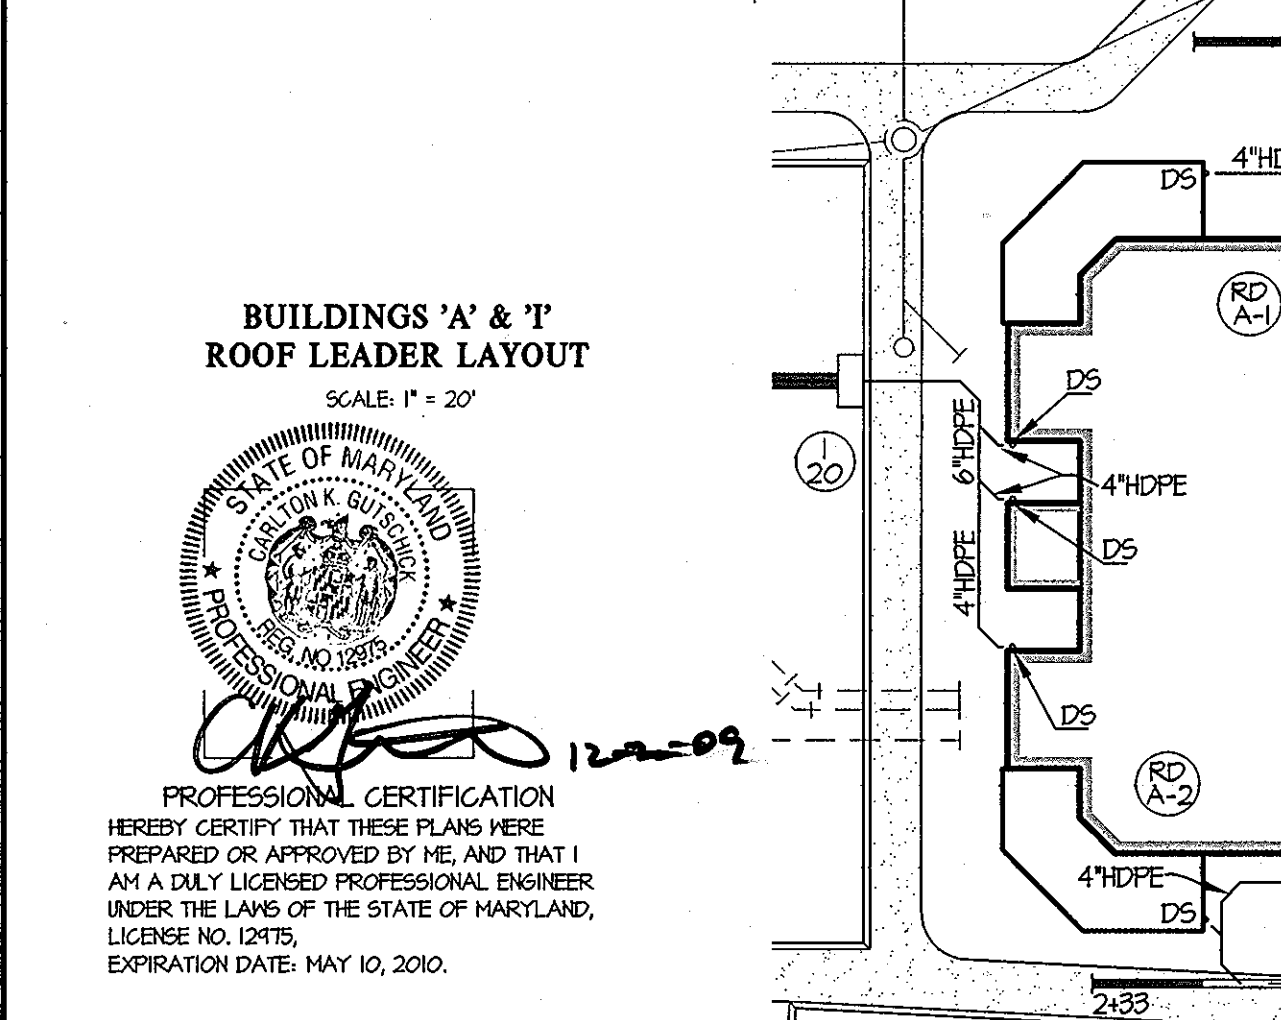 BUILDINGS 'A' & 'I'
ROOF LEADER LAYOUT
SCALE: 1" = 20'
STATE OF MARYLAND
CARLTON K. GUTSCHICK
REG. NO. 12975
PROFESSIONAL ENGINEER
PROFESSIONAL CERTIFICATION
HEREBY CERTIFY THAT THESE PLANS WERE
PREPARED OR APPROVED BY ME, AND THAT I
AM A DULY LICENSED PROFESSIONAL ENGINEER
UNDER THE LAWS OF THE STATE OF MARYLAND,
LICENSE NO. 12975,
EXPIRATION DATE: MAY 10, 2010.
4"HD
DS
RD
A-1
DS
6"HDPE
1
20
4"HDPE
DS
4"HDPE
DS
RD
A-2
4"HDPE
DS
2+33